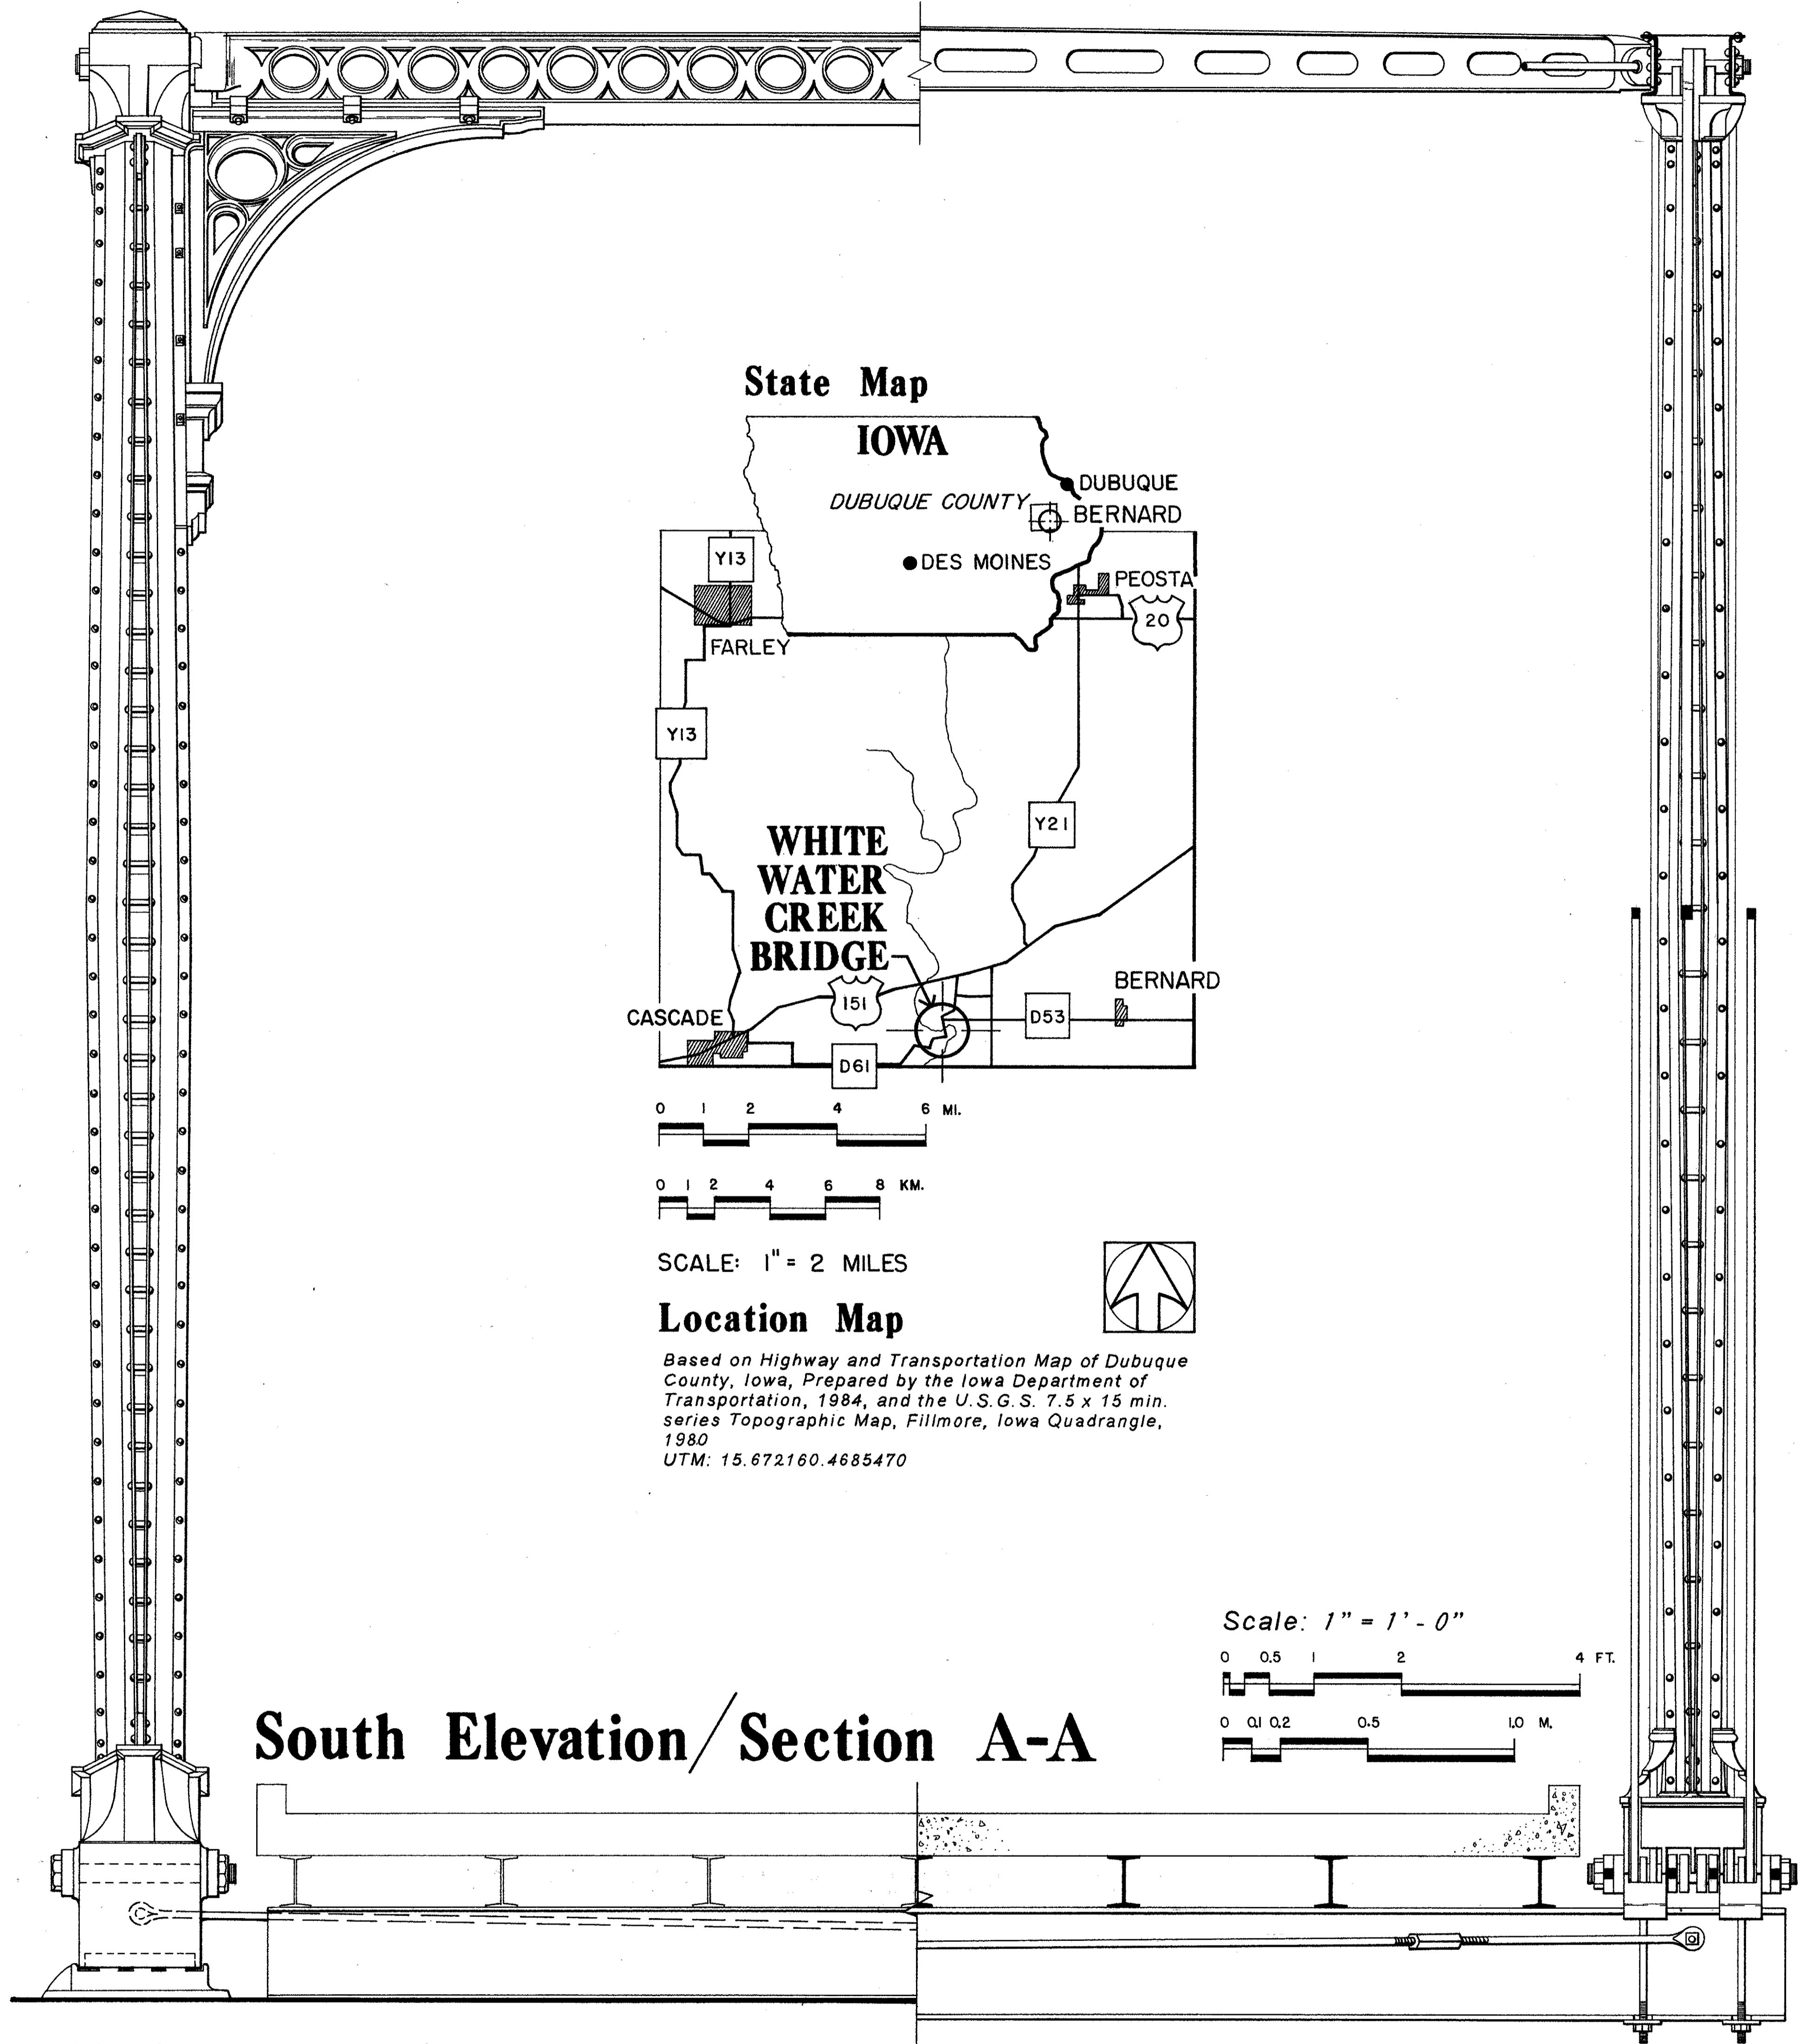 State Map
IOWA
DUBUQUE
DUBUQUE COUNTY
BERNARD
DES MOINES
Y13
PEOSTA
20
FARLEY
Y13
Y21
WHITE
WATER
CREEK
BRIDGE
BERNARD
151
CASCADE
D53
D61
0 1 2 4 6 MI.
0 1 2 4 6 8 KM.
SCALE: 1" = 2 MILES
Location Map
Based on Highway and Transportation Map of Dubuque
County, Iowa, Prepared by the Iowa Department of
Transportation, 1984, and the U.S.G.S. 7.5 x 15 min.
series Topographic Map, Fillmore, Iowa Quadrangle,
1980
UTM: 15.672160.4685470
Scale: 1" = 1' - 0"
0 0.5 1 2 4 FT.
0 0.1 0.2 0.5 1.0 M.
South Elevation/Section A-A